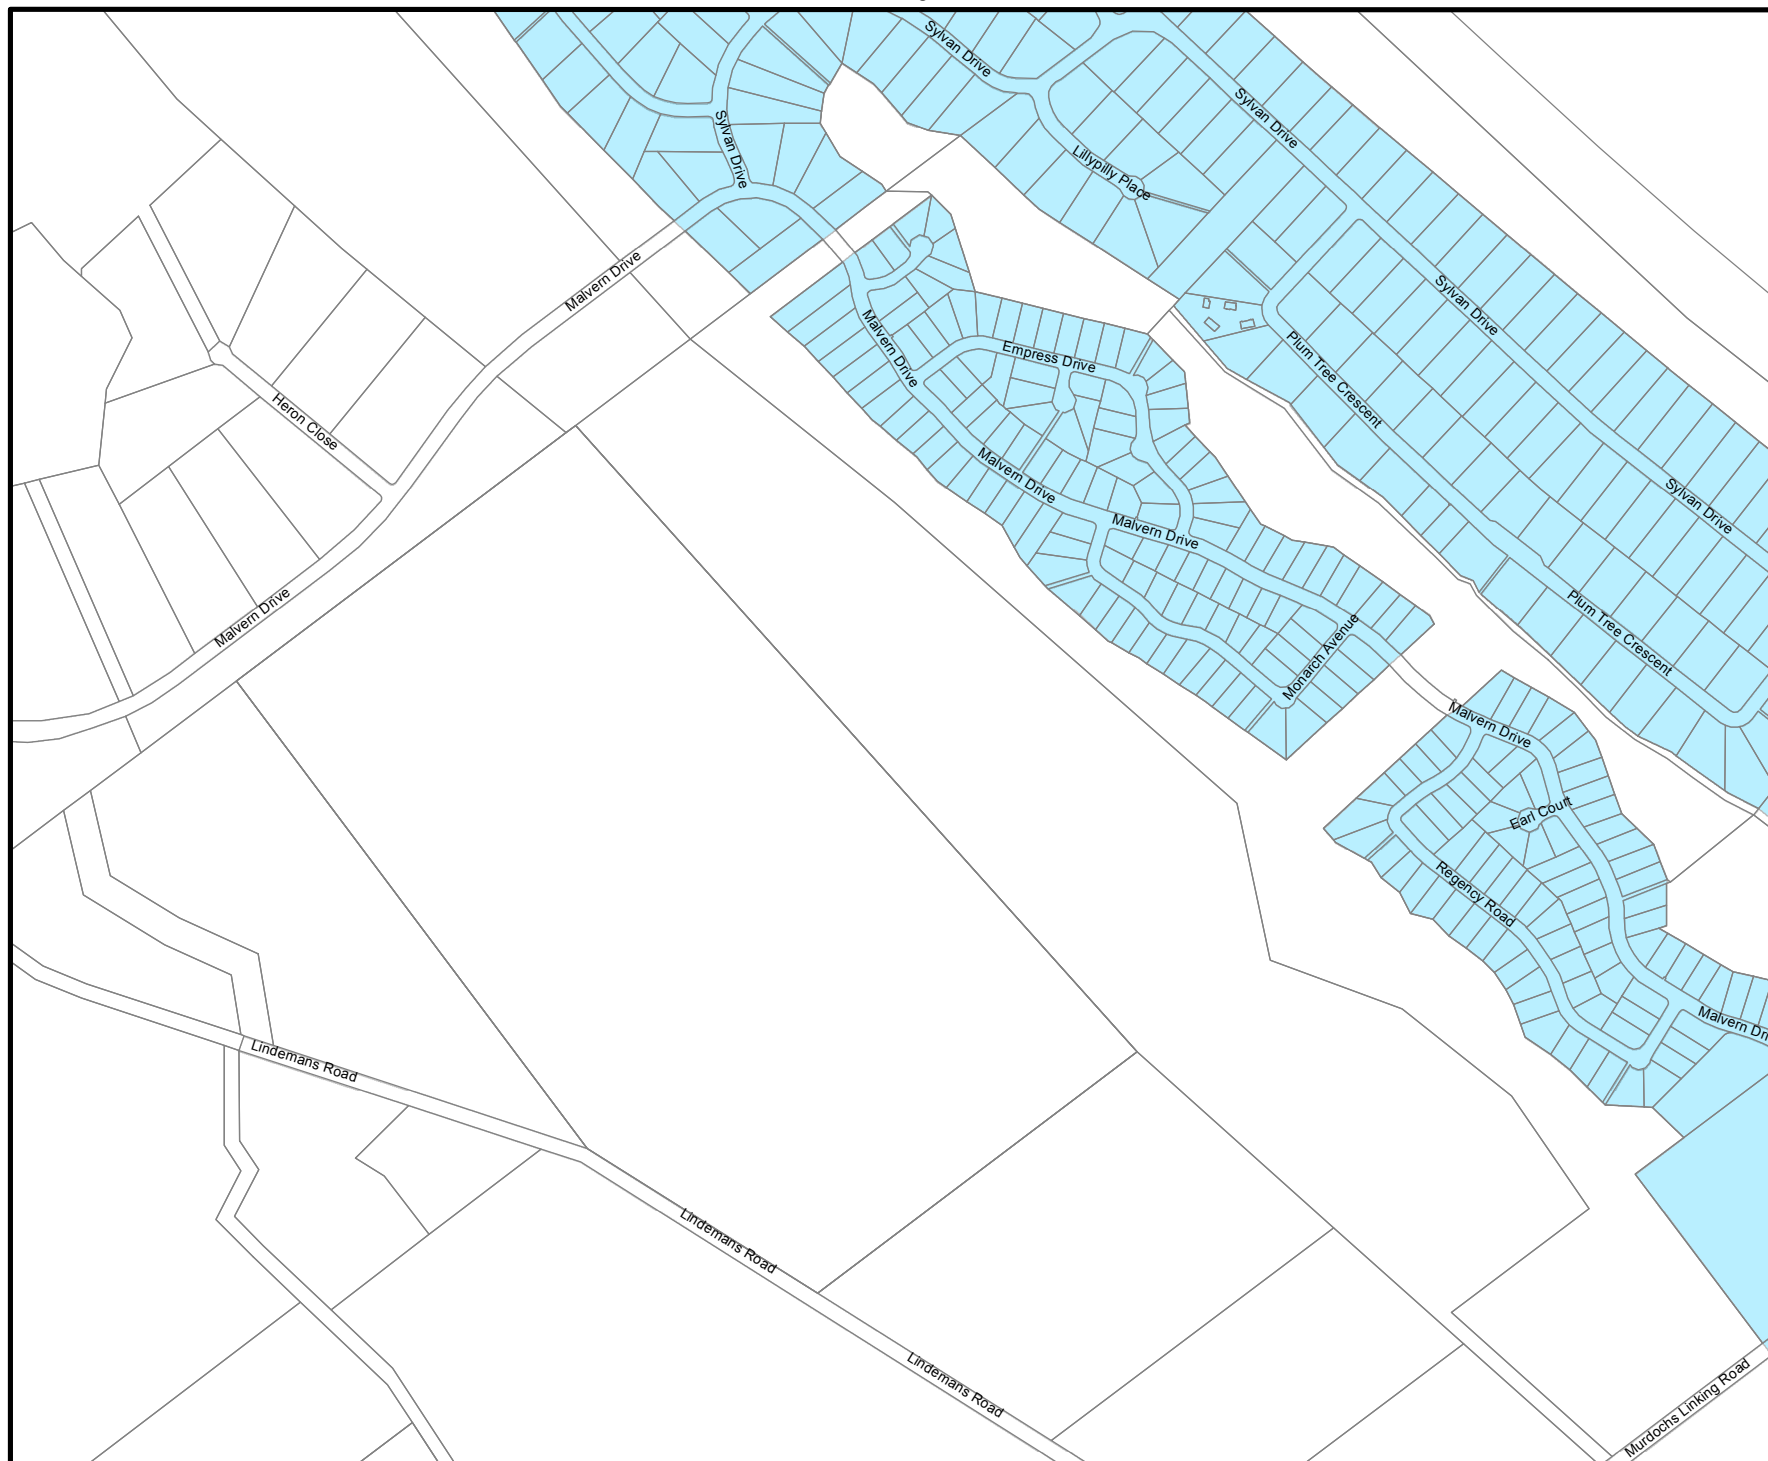 Sylvan Drive
Sylvan Drive
Sylvan Drive
Lillypilly Place
Malvern Drive
Sylvan Drive
Malvern Drive
Empress Drive
Plum Tree Crescent
Heron Close
Malvern Drive
Sylvan Drive
Malvern Drive
Malvern Drive
Plum Tree Crescent
Monarch Avenue
Malvern Drive
Earl Court
Regency Road
Malvern Dri
Lindemans Road
Lindemans Road
Lindemans Road
Murdochs Linking Road